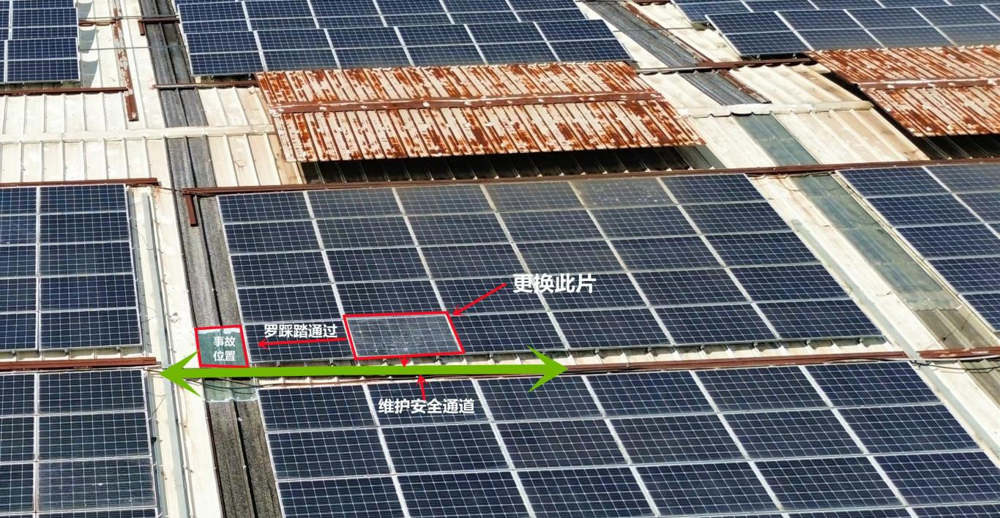 更换此片
罗踩踏通过
事故
位置
维护安全通道